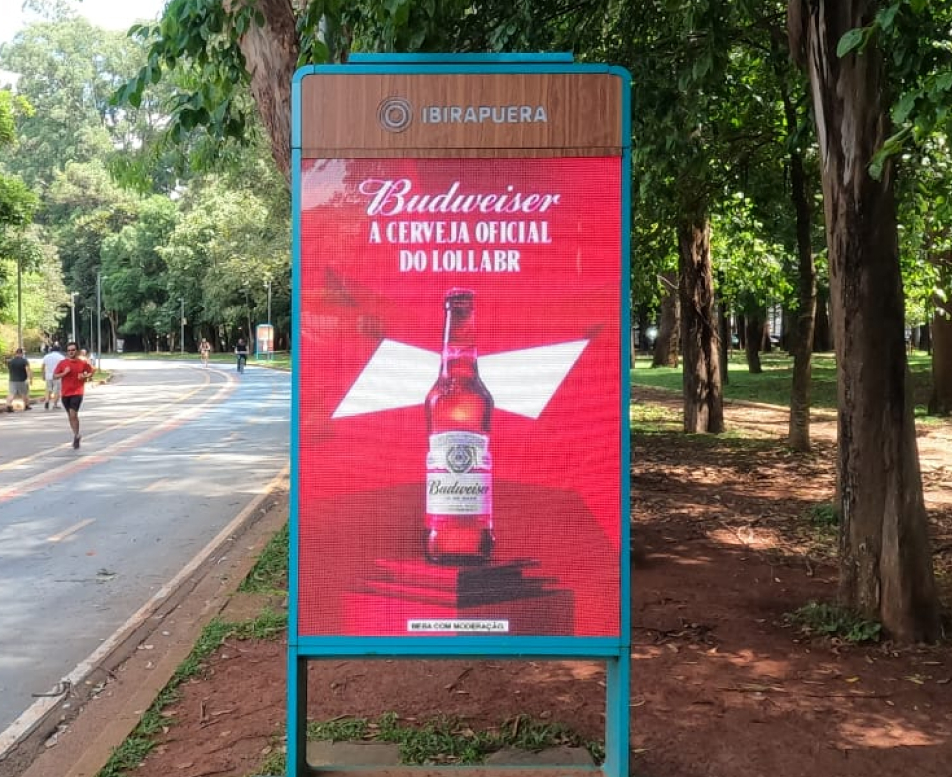 IBIRAPUERA
Budweiser
A CERVEJA OFICIAL
DO LOLLABR
Budweiser
BEBA COM MODERAÇÃO.